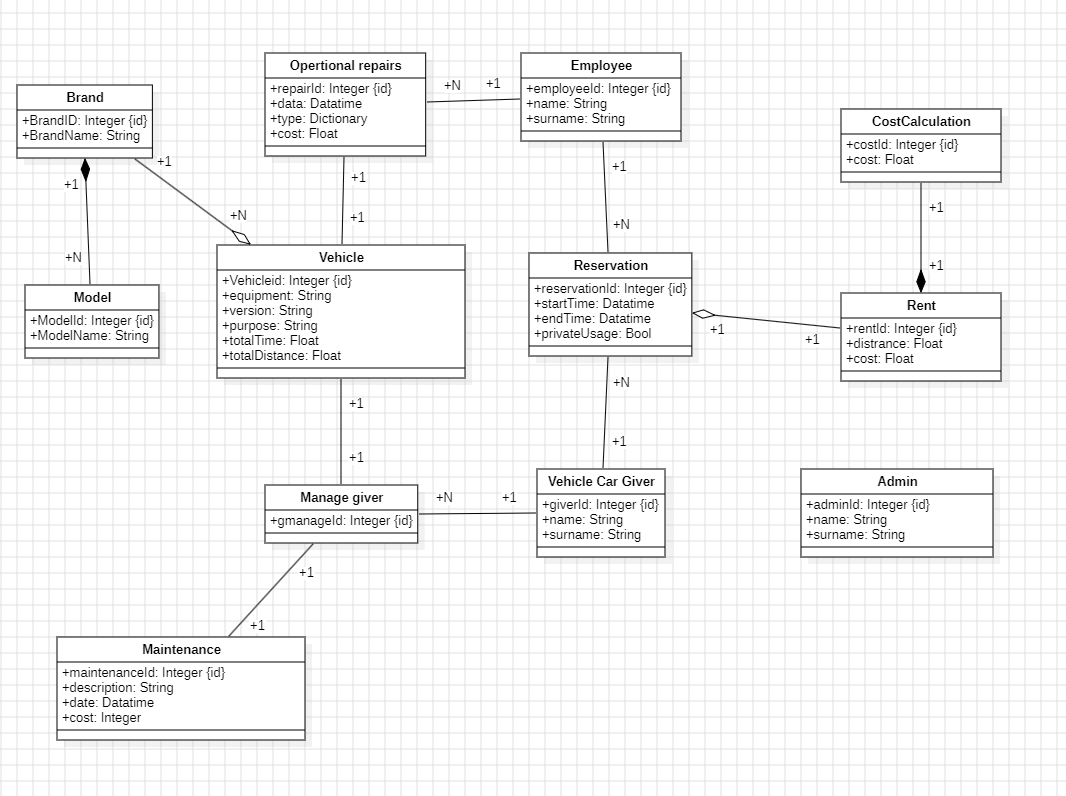 Brand
+BrandID: Integer {id}
+BrandName: String
+1
+N
Model
+ModelId: Integer {id}
+ModelName: String
+1
+N
Opertional repairs
+repairId: Integer {id}
+data: Datatime
+type: Dictionary
+cost: Float
+N
+1
+1
+1
Employee
+employeeId: Integer {id}
+name: String
+surname: String
+1
+N
Vehicle
+Vehicleid: Integer {id}
+equipment: String
+version: String
+purpose: String
+totalTime: Float
+totalDistance: Float
+1
+1
Reservation
+reservationId: Integer {id}
+startTime: Datatime
+endTime: Datatime
+privateUsage: Bool
+1
+1
+N
+1
CostCalculation
+costId: Integer {id}
+cost: Float
+1
+1
Rent
+rentId: Integer {id}
+distrance: Float
+cost: Float
Manage giver
+gmanageId: Integer {id}
+N
+1
+1
+1
Vehicle Car Giver
+giverId: Integer {id}
+name: String
+surname: String
Admin
+adminId: Integer {id}
+name: String
+surname: String
Maintenance
+maintenanceId: Integer {id}
+description: String
+date: Datatime
+cost: Integer